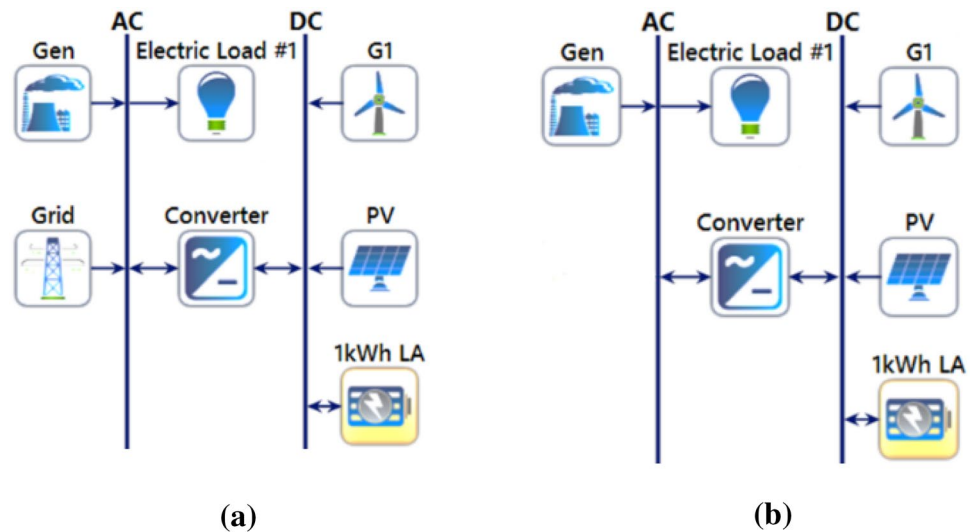 AC DC
Gen Electric Load #1 G1
Grid Converter PV
1kWh LA
(a)
AC DC
Gen Electric Load #1 G1
Converter PV
1kWh LA
(b)